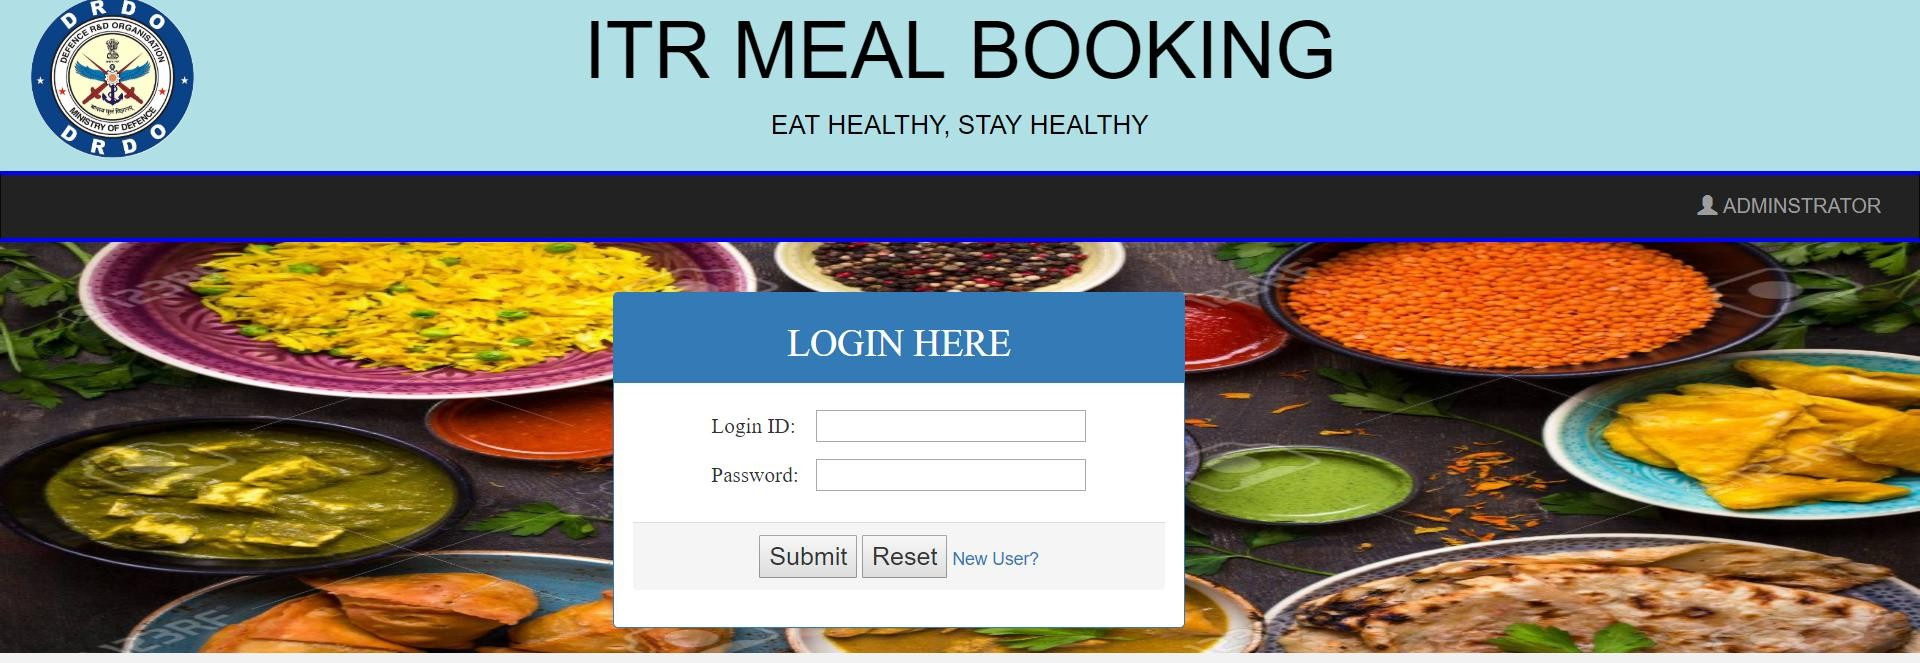 DRDO
DEFENCE R&D ORGANISATION
MINISTRY OF DEFENCE
DRDO
ITR MEAL BOOKING
EAT HEALTHY, STAY HEALTHY
ADMINSTRATOR
LOGIN HERE
Login ID:
Password:
Submit Reset New User?